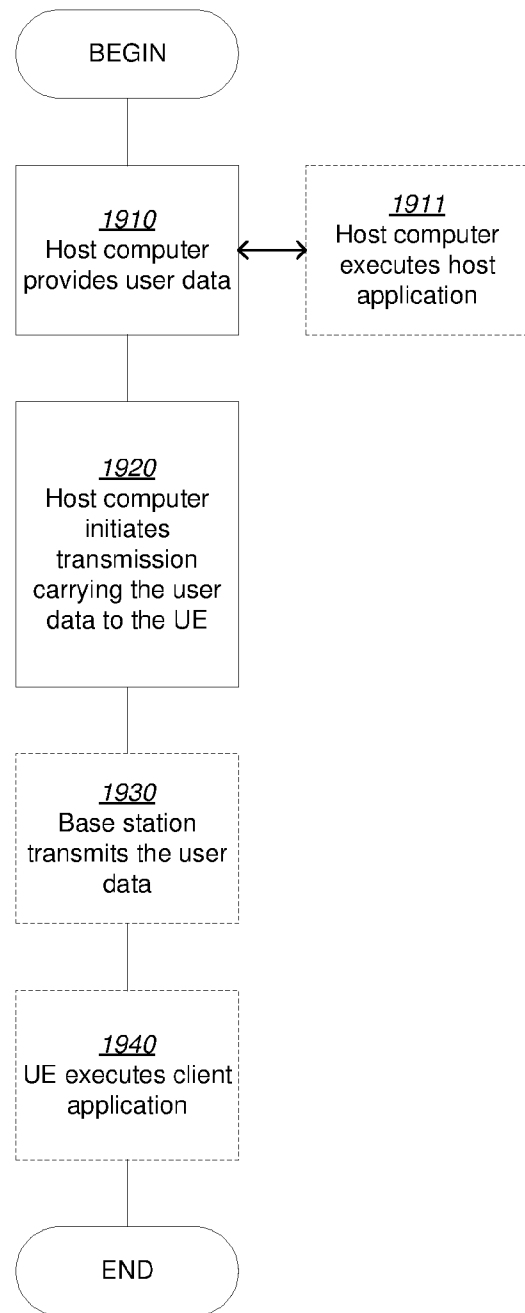 BEGIN
1910
Host computer
provides user data
1911
Host computer
executes host
application
1920
Host computer
initiates
transmission
carrying the user
data to the UE
1930
Base station
transmits the user
data
1940
UE executes client
application
END